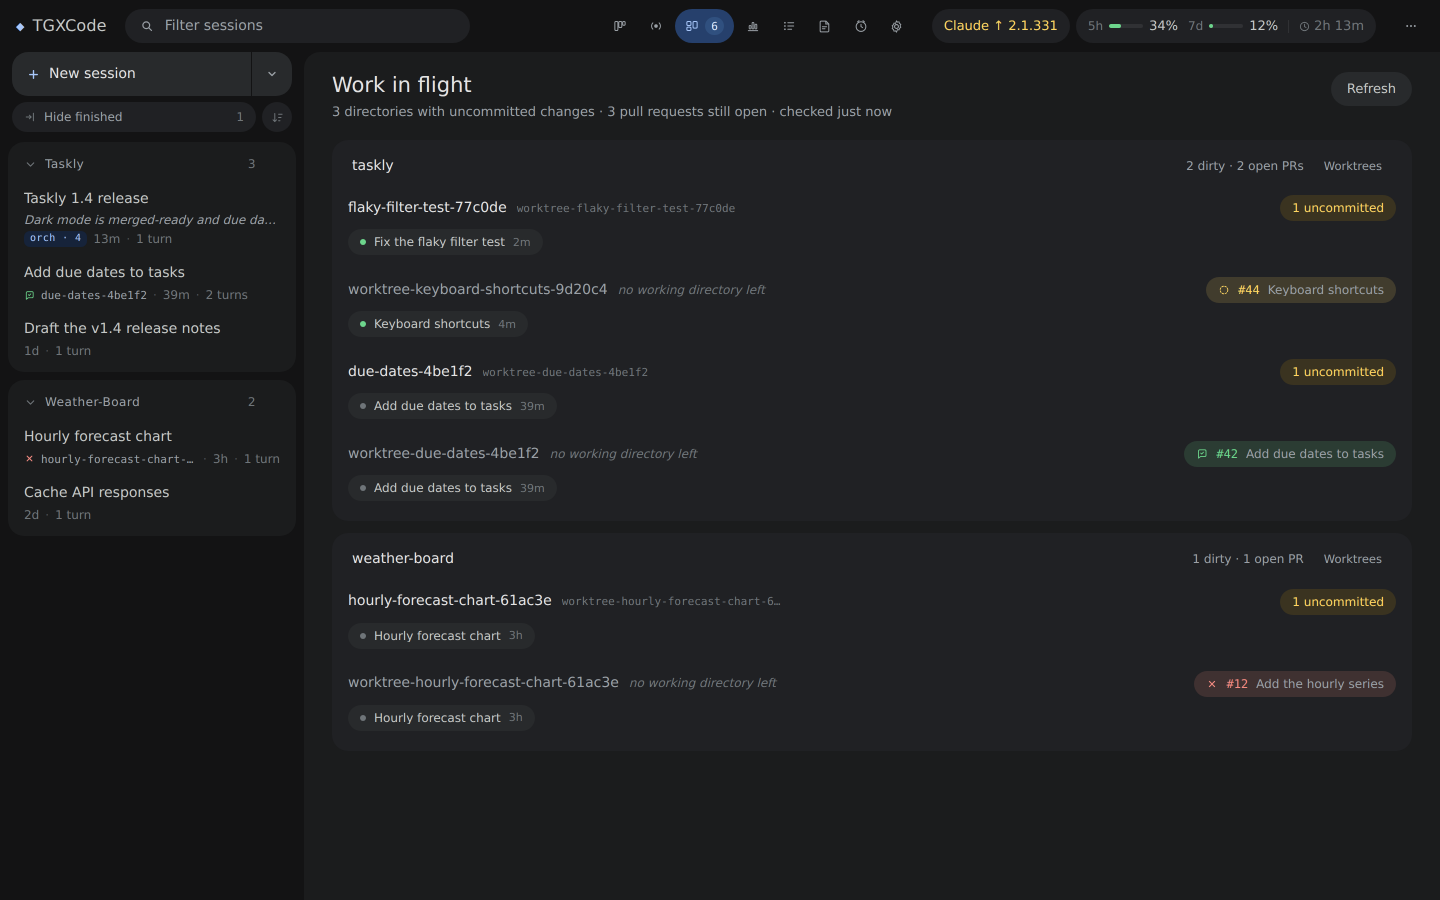 TGXCode
Filter sessions
6
Claude ↑ 2.1.331
5h 34% 7d 12% 2h 13m
+ New session
Hide finished 1
Taskly 3
Taskly 1.4 release
Dark mode is merged-ready and due da…
orch · 4 13m · 1 turn
Add due dates to tasks
due-dates-4be1f2 · 39m · 2 turns
Draft the v1.4 release notes
1d · 1 turn
Weather-Board 2
Hourly forecast chart
hourly-forecast-chart-… · 3h · 1 turn
Cache API responses
2d · 1 turn
Work in flight
Refresh
3 directories with uncommitted changes · 3 pull requests still open · checked just now
taskly 2 dirty · 2 open PRs Worktrees
flaky-filter-test-77c0de worktree-flaky-filter-test-77c0de 1 uncommitted
Fix the flaky filter test 2m
worktree-keyboard-shortcuts-9d20c4 no working directory left #44 Keyboard shortcuts
Keyboard shortcuts 4m
due-dates-4be1f2 worktree-due-dates-4be1f2 1 uncommitted
Add due dates to tasks 39m
worktree-due-dates-4be1f2 no working directory left #42 Add due dates to tasks
Add due dates to tasks 39m
weather-board 1 dirty · 1 open PR Worktrees
hourly-forecast-chart-61ac3e worktree-hourly-forecast-chart-6… 1 uncommitted
Hourly forecast chart 3h
worktree-hourly-forecast-chart-61ac3e no working directory left #12 Add the hourly series
Hourly forecast chart 3h